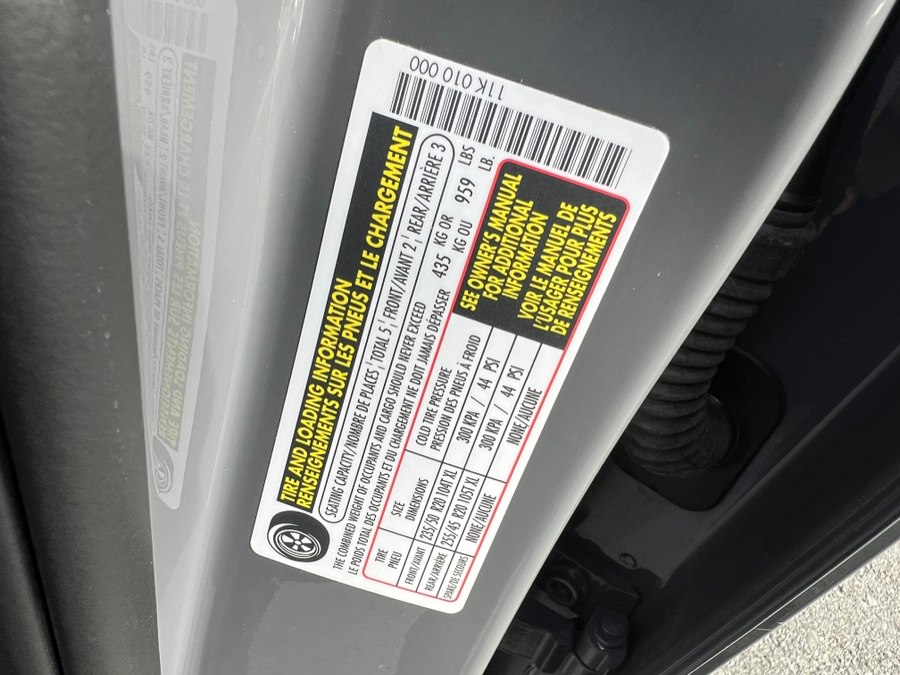 11K 010 000
TIRE AND LOADING INFORMATION
RENSEIGNEMENTS SUR LES PNEUS ET LE CHARGEMENT
SEATING CAPACITY/NOMBRE DE PLACES TOTAL 5 FRONT/AVANT 2 REAR/ARRIÈRE 3
THE COMBINED WEIGHT OF OCCUPANTS AND CARGO SHOULD NEVER EXCEED 435 KG OR 959 LBS
LE POIDS TOTAL DES OCCUPANTS ET DU CHARGEMENT NE DOIT JAMAIS DÉPASSER KG OU LB.
TIRE SIZE COLD TIRE PRESSURE
PNEU DIMENSIONS PRESSION DES PNEUS À FROID
FRONT/AVANT 235/50 R20 104T XL 300 KPA / 44 PSI
REAR/ARRIÈRE 255/45 R20 105T XL 300 KPA / 44 PSI
SPARE/DE SECOURS NONE/AUCUNE NONE/AUCUNE
SEE OWNER'S MANUAL
FOR ADDITIONAL
INFORMATION
VOIR LE MANUEL DE
L'USAGER POUR PLUS
DE RENSEIGNEMENTS